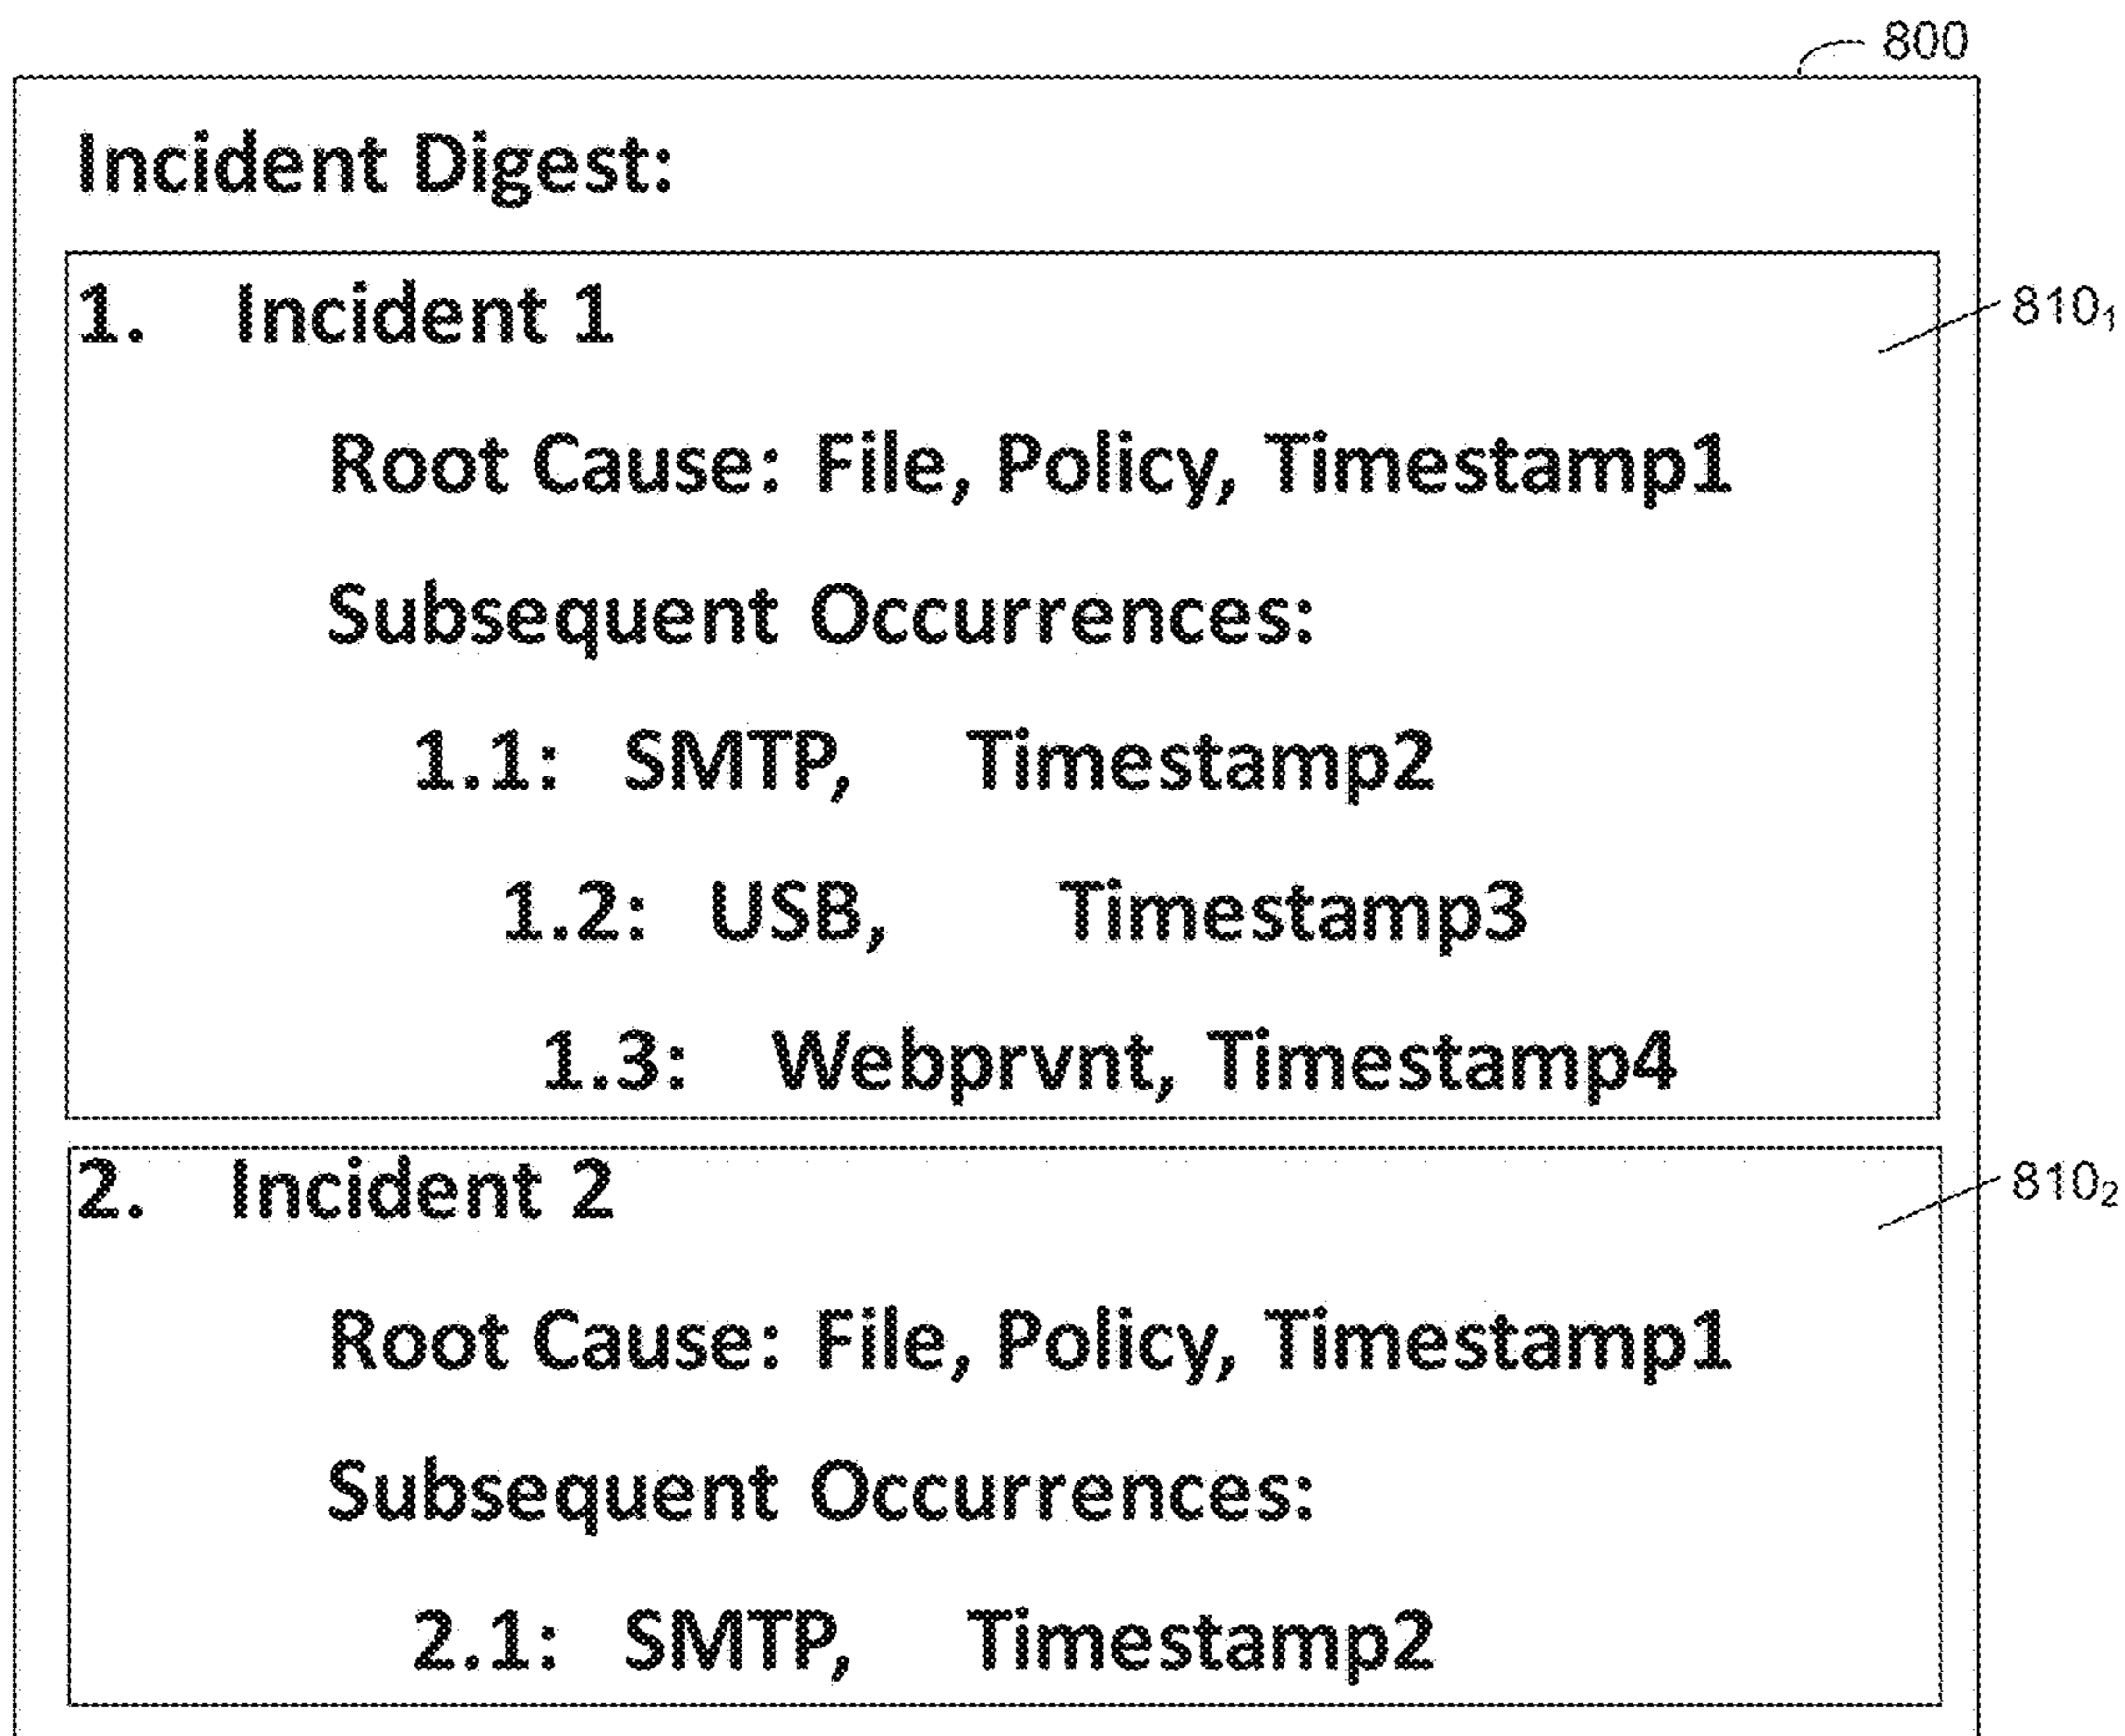 800
Incident Digest:
1. Incident 1
810₁
Root Cause: File, Policy, Timestamp1
Subsequent Occurrences:
1.1: SMTP, Timestamp2
1.2: USB, Timestamp3
1.3: Webprvnt, Timestamp4
2. Incident 2
810₂
Root Cause: File, Policy, Timestamp1
Subsequent Occurrences:
2.1: SMTP, Timestamp2